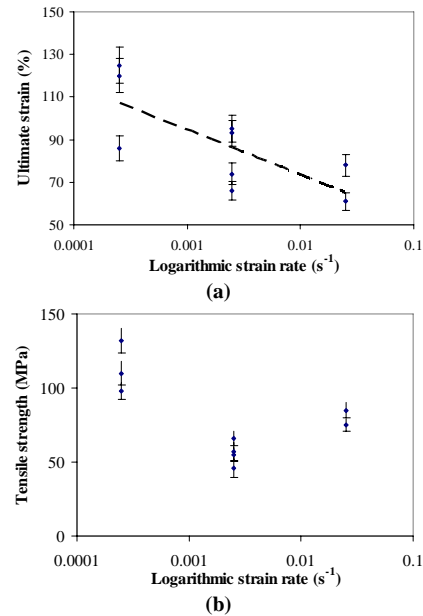 150
130
110
90
70
50
Ultimate strain (%)
0.0001 0.001 0.01 0.1
Logarithmic strain rate (s⁻¹)
(a)
150
100
50
0
Tensile strength (MPa)
0.0001 0.001 0.01 0.1
Logarithmic strain rate (s⁻¹)
(b)